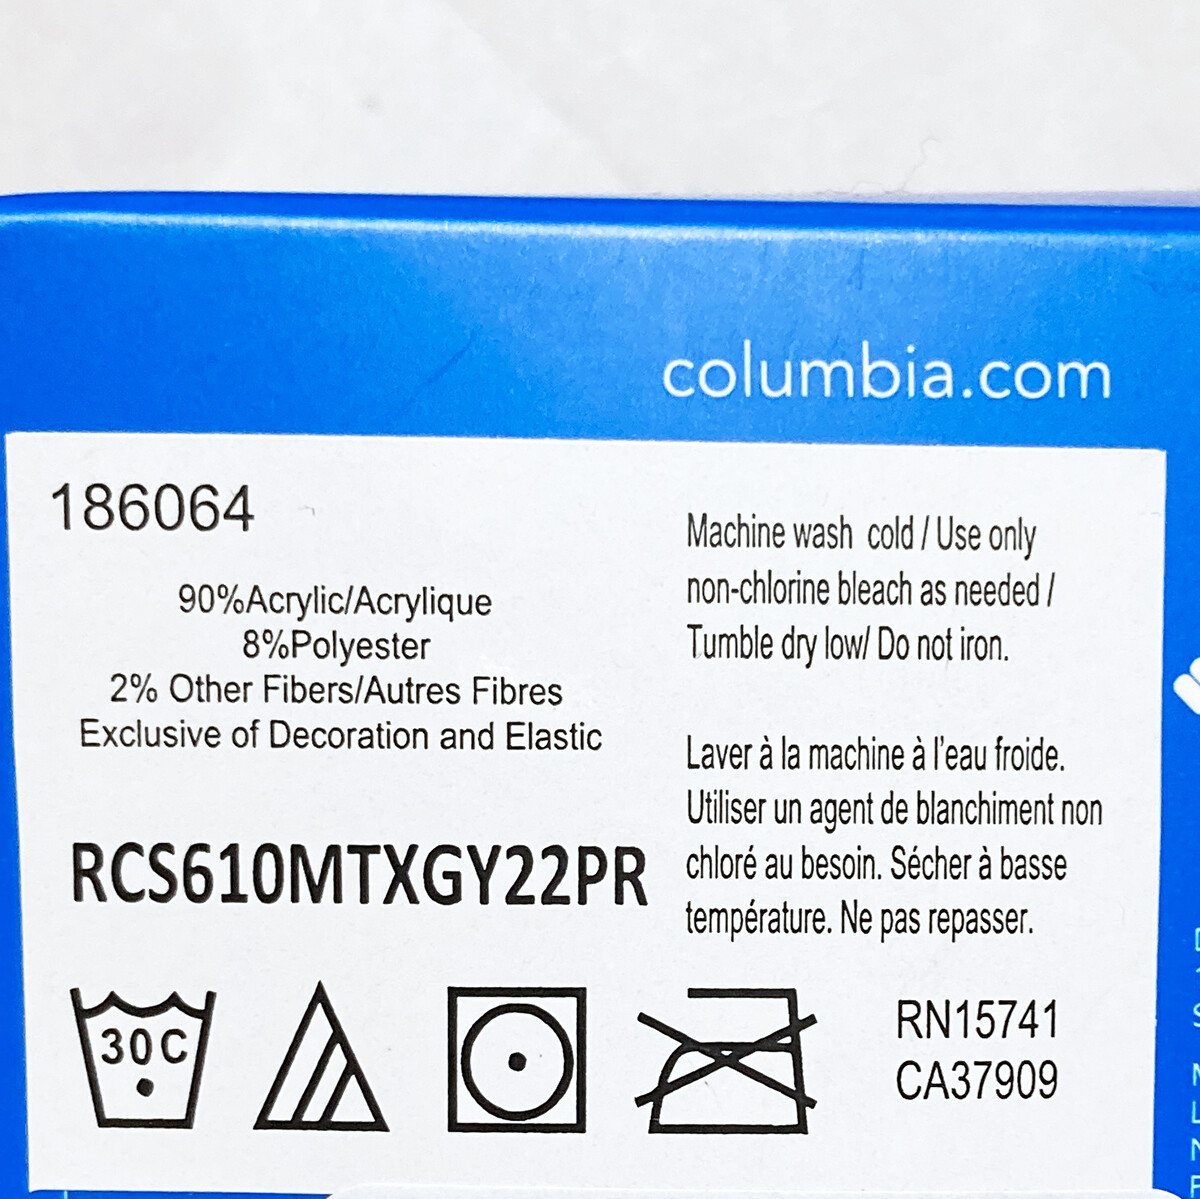 columbia.com
186064
90%Acrylic/Acrylique
8%Polyester
2% Other Fibers/Autres Fibres
Exclusive of Decoration and Elastic
RCS610MTXGY22PR
Machine wash cold / Use only
non-chlorine bleach as needed /
Tumble dry low/ Do not iron.
Laver à la machine à l'eau froide.
Utiliser un agent de blanchiment non
chloré au besoin. Sécher à basse
température. Ne pas repasser.
30C
RN15741
CA37909